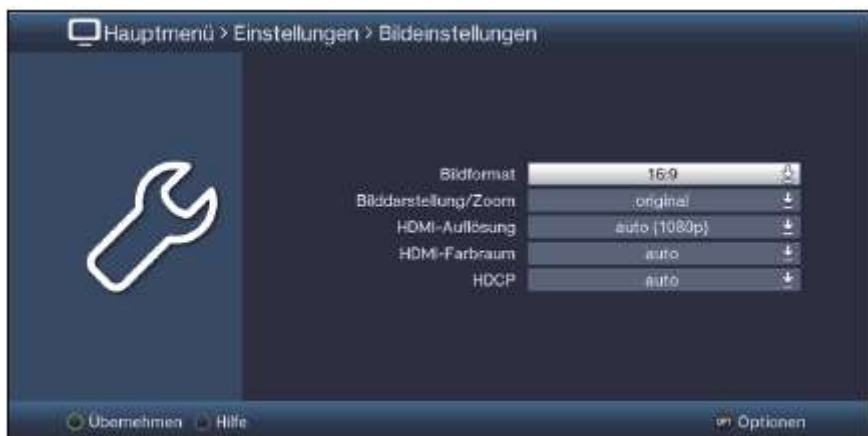 Hauptmenü > Einstellungen > Bildeinstellungen
Bildformat 16:9
Bilddarstellung/Zoom original
HDMI-Auflösung auto (1080p)
HDMI-Farbraum auto
HDCP auto
Übernehmen Hilfe OPT Optionen